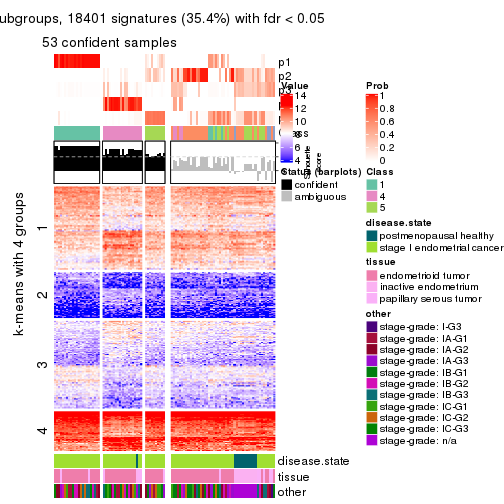 ubgroups, 18401 signatures (35.4%) with fdr < 0.05
53 confident samples
p1
p2
Value
14
12
10
8
6
4
Prob
1
0.8
0.6
0.4
0.2
0
Silhouette
score
Status (barplots)
confident
ambiguous
Class
1
4
5
disease.state
postmenopausal healthy
stage I endometrial cancer
tissue
endometrioid tumor
inactive endometrium
papillary serous tumor
other
stage-grade: I-G3
stage-grade: IA-G1
stage-grade: IA-G2
stage-grade: IA-G3
stage-grade: IB-G1
stage-grade: IB-G2
stage-grade: IB-G3
stage-grade: IC-G1
stage-grade: IC-G2
stage-grade: IC-G3
stage-grade: n/a
k-means with 4 groups
1
2
3
4
disease.state
tissue
other